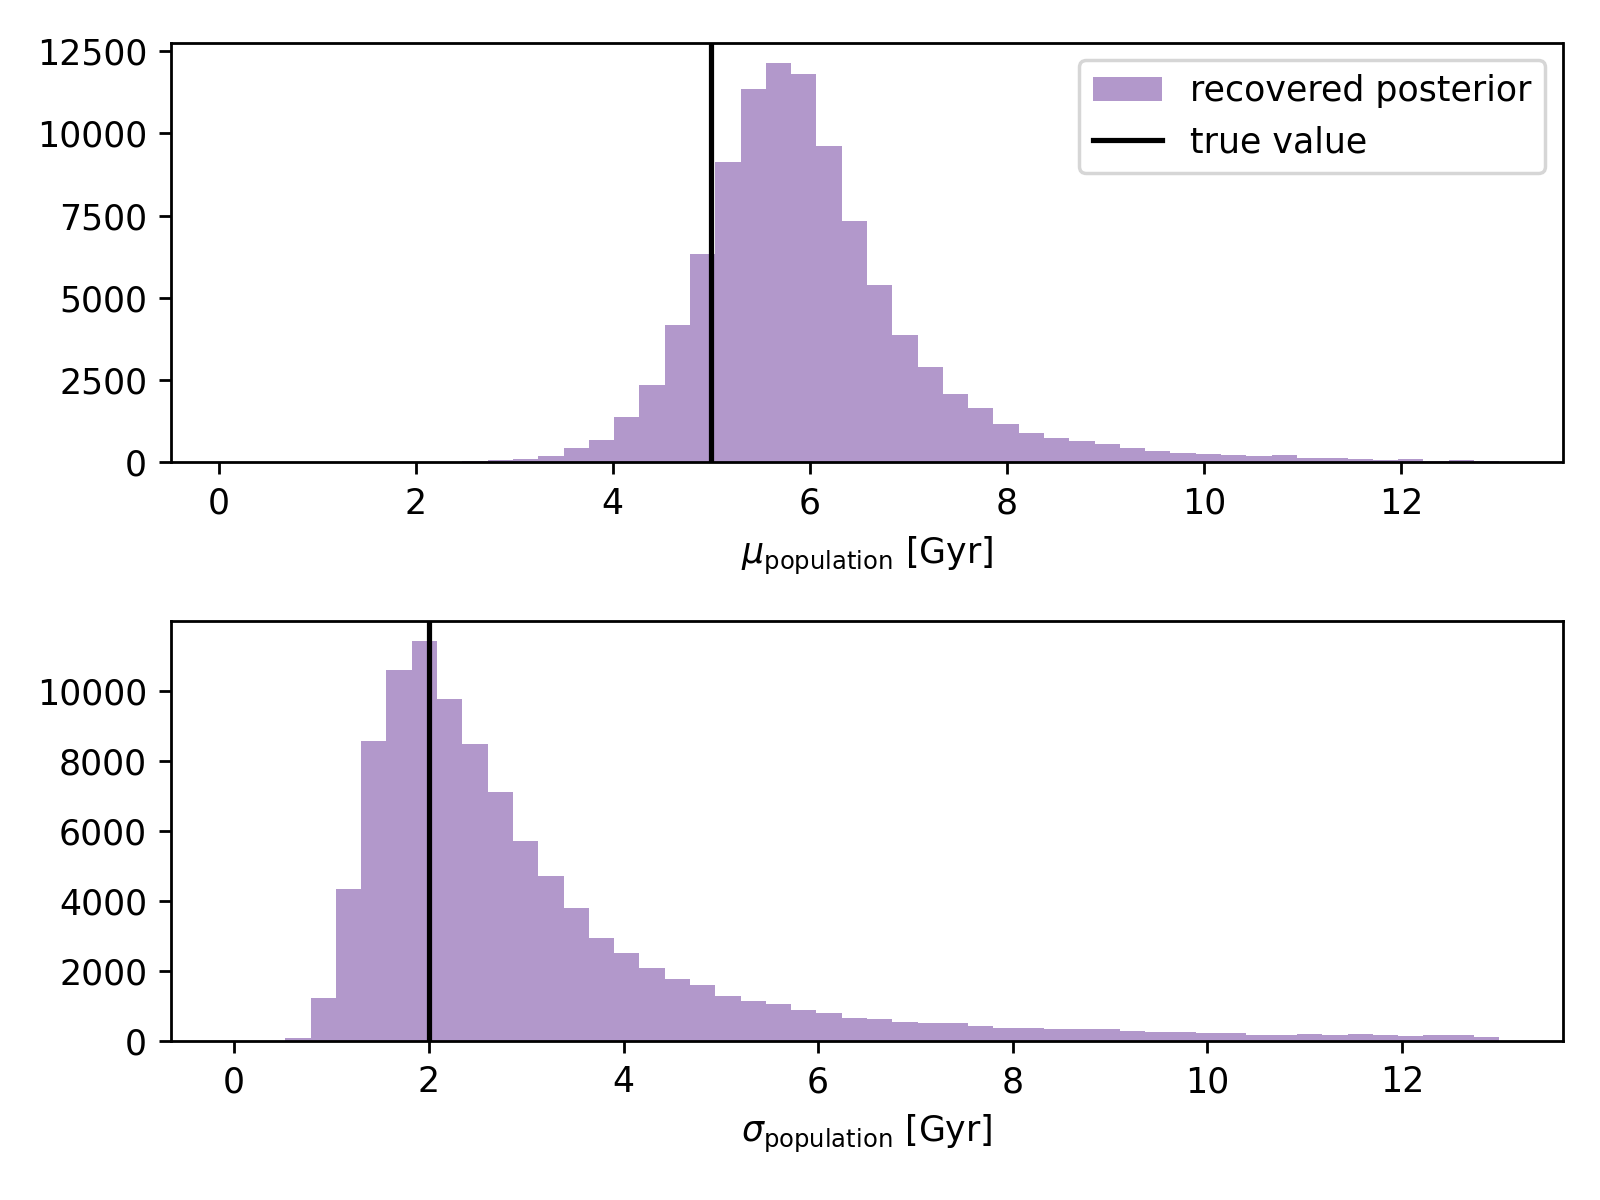 12500
10000
7500
5000
2500
0
recovered posterior
true value
0 2 4 6 8 10 12
μpopulation [Gyr]
10000
8000
6000
4000
2000
0
0 2 4 6 8 10 12
σpopulation [Gyr]